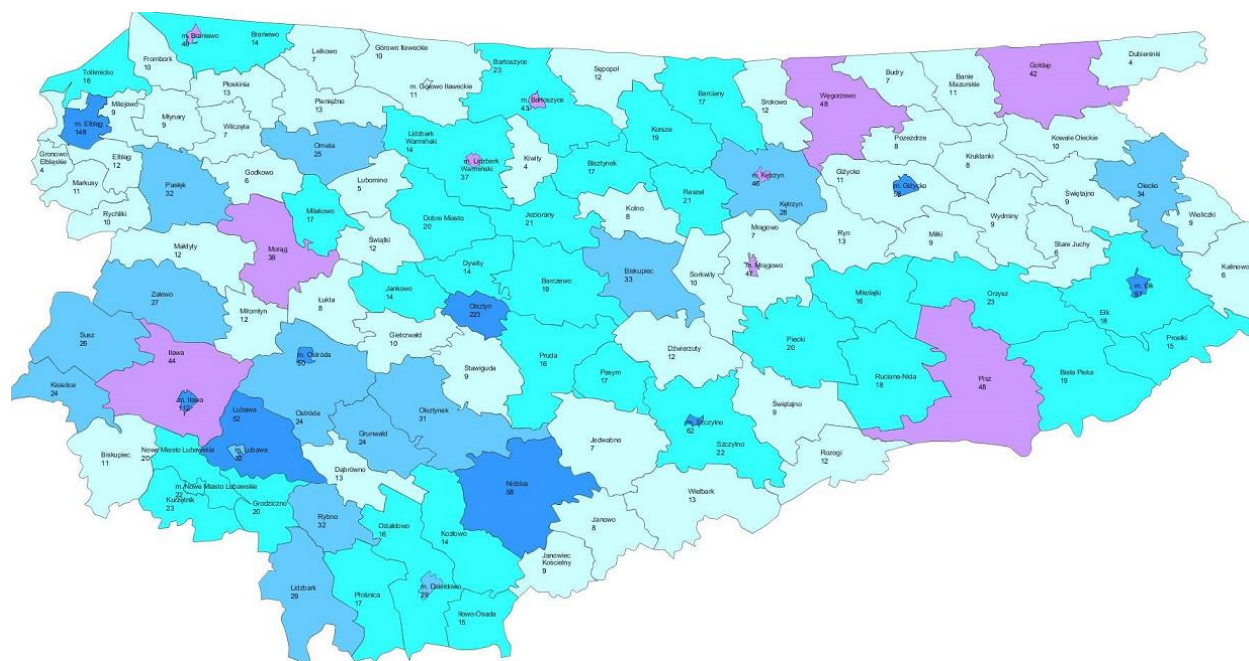 m. Braniewo
40
Braniewo
14
Frombork
10
Lelkowo
7
Górowo Iławeckie
10
Tolkmicko
16
Płoskinia
13
m. Górowo Iławeckie
11
Bartoszyce
23
m. Bartoszyce
43
Sępopol
12
Barciany
17
Srokowo
12
Węgorzewo
48
Budry
7
Banie
Mazurskie
11
Gołdap
42
Dubieninki
4
Milejewo
9
m. Elbląg
148
Młynary
9
Wilczęta
7
Pieniężno
13
Orneta
25
Lidzbark
Warmiński
14
m. Lidzbark
Warmiński
37
Kiwity
4
Bisztynek
17
Korsze
19
Reszel
21
m. Kętrzyn
46
Kętrzyn
28
Giżycko
11
m. Giżycko
58
Pozezdrze
8
Kruklanki
8
Kowale Oleckie
10
Świętajno
9
Olecko
34
Wieliczki
9
Gronowo
Elbląskie
4
Elbląg
12
Markusy
11
Rychliki
10
Pasłęk
32
Godkowo
6
Lubomino
5
Miłakowo
17
Morąg
38
Świątki
12
Dobre Miasto
20
Jeziorany
21
Kolno
8
Biskupiec
33
Mrągowo
7
m. Mrągowo
47
Ryn
13
Miłki
9
Wydminy
9
Stare Juchy
6
Kalinowo
6
Małdyty
12
Zalewo
27
Miłomłyn
12
Łukta
8
Jonkowo
14
Dywity
14
Olsztyn
223
Barczewo
19
Sorkwity
10
Mikołajki
16
Orzysz
23
m. Ełk
97
Ełk
18
Prostki
15
Susz
26
Iława
44
m. Iława
112
m. Ostróda
50
Gietrzwałd
10
Stawiguda
9
Purda
16
Pasym
17
Dźwierzuty
12
Piecki
20
Ruciane-Nida
18
Pisz
48
Biała Piska
19
Kisielice
24
Lubawa
52
m. Lubawa
32
Ostróda
24
Grunwald
24
Olsztynek
31
m. Szczytno
62
Szczytno
22
Świętajno
9
Biskupiec
11
Nowe Miasto Lubawskie
20
m. Nowe Miasto Lubawskie
22
Kurzętnik
23
Grodziczno
20
Dąbrówno
13
Nidzica
58
Jedwabno
7
Rozogi
12
Wielbark
13
Rybno
32
Działdowo
16
Kozłowo
14
Janowo
8
Janowiec
Kościelny
9
Lidzbark
29
Płośnica
17
m. Działdowo
29
Iłowo-Osada
15